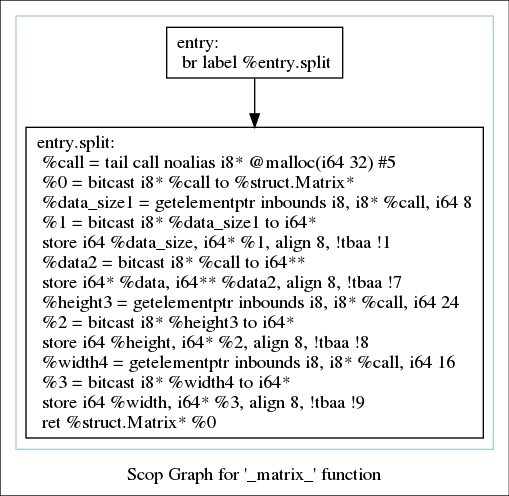 entry:
br label %entry.split
entry.split:
%call = tail call noalias i8* @malloc(i64 32) #5
%0 = bitcast i8* %call to %struct.Matrix*
%data_size1 = getelementptr inbounds i8, i8* %call, i64 8
%1 = bitcast i8* %data_size1 to i64*
store i64 %data_size, i64* %1, align 8, !tbaa !1
%data2 = bitcast i8* %call to i64**
store i64* %data, i64** %data2, align 8, !tbaa !7
%height3 = getelementptr inbounds i8, i8* %call, i64 24
%2 = bitcast i8* %height3 to i64*
store i64 %height, i64* %2, align 8, !tbaa !8
%width4 = getelementptr inbounds i8, i8* %call, i64 16
%3 = bitcast i8* %width4 to i64*
store i64 %width, i64* %3, align 8, !tbaa !9
ret %struct.Matrix* %0
Scop Graph for '_matrix_' function